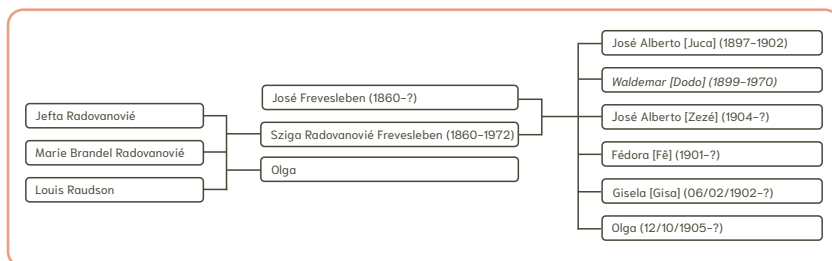 Jefta Radovanovié
Marie Brandel Radovanovié
Louis Raudson
José Frevesleben (1860–?)
Sziga Radovanovié Frevesleben (1860–1972)
Olga
José Alberto [Juca] (1897–1902)
Waldemar [Dodo] (1899–1970)
José Alberto [Zezé] (1904–?)
Fédora [Fê] (1901–?)
Gisela [Gisa] (06/02/1902–?)
Olga (12/10/1905–?)